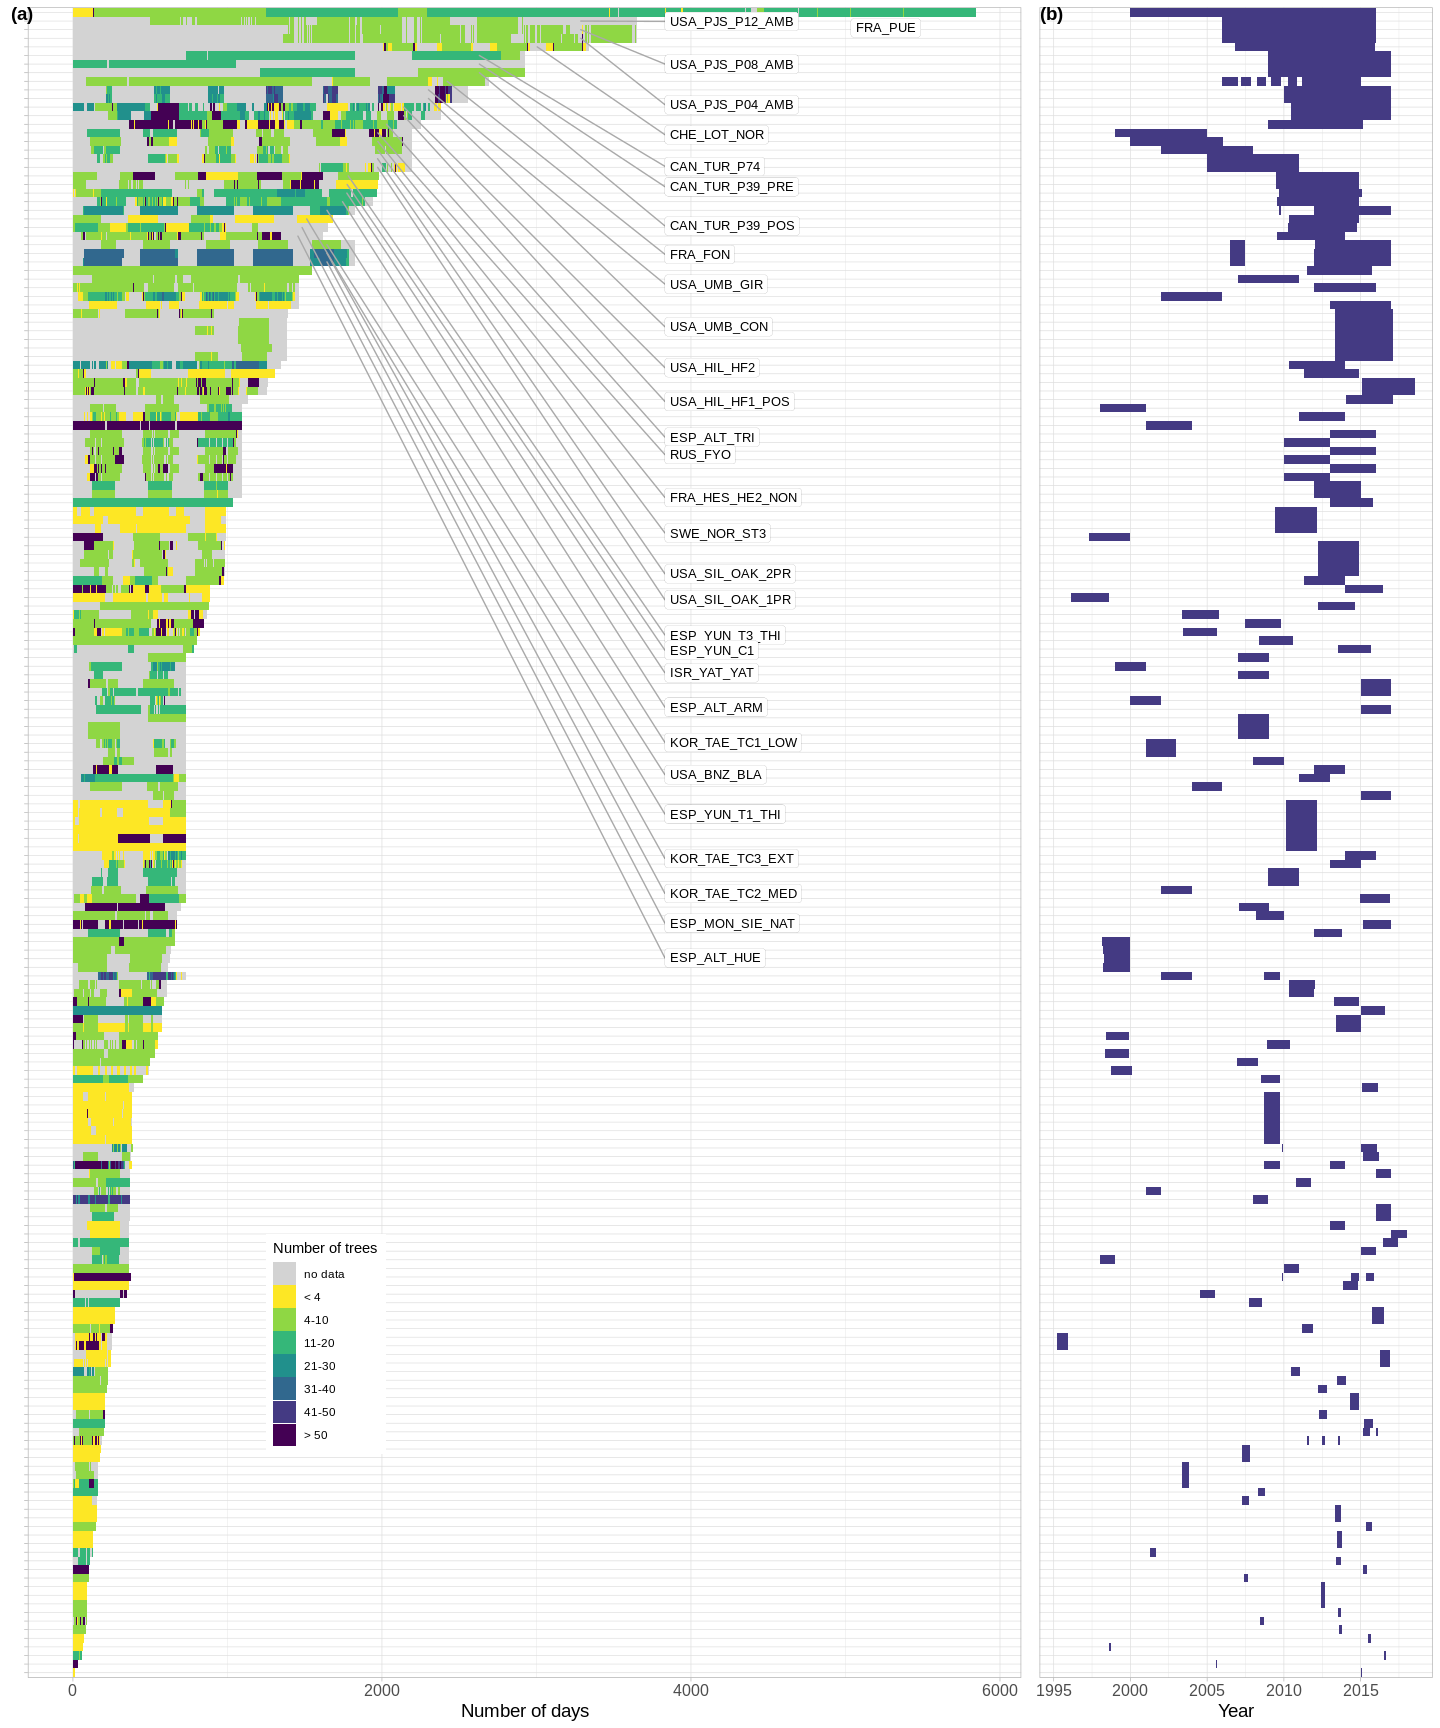 (a)
(b)
USA_PJS_P12_AMB
FRA_PUE
USA_PJS_P08_AMB
USA_PJS_P04_AMB
CHE_LOT_NOR
CAN_TUR_P74
CAN_TUR_P39_PRE
CAN_TUR_P39_POS
FRA_FON
USA_UMB_GIR
USA_UMB_CON
USA_HIL_HF2
USA_HIL_HF1_POS
ESP_ALT_TRI
RUS_FYO
FRA_HES_HE2_NON
SWE_NOR_ST3
USA_SIL_OAK_2PR
USA_SIL_OAK_1PR
ESP_YUN_T3_THI
ESP_YUN_C1
ISR_YAT_YAT
ESP_ALT_ARM
KOR_TAE_TC1_LOW
USA_BNZ_BLA
ESP_YUN_T1_THI
KOR_TAE_TC3_EXT
KOR_TAE_TC2_MED
ESP_MON_SIE_NAT
ESP_ALT_HUE
Number of trees
no data
< 4
4-10
11-20
21-30
31-40
41-50
> 50
0 2000 4000 6000
Number of days
1995 2000 2005 2010 2015
Year